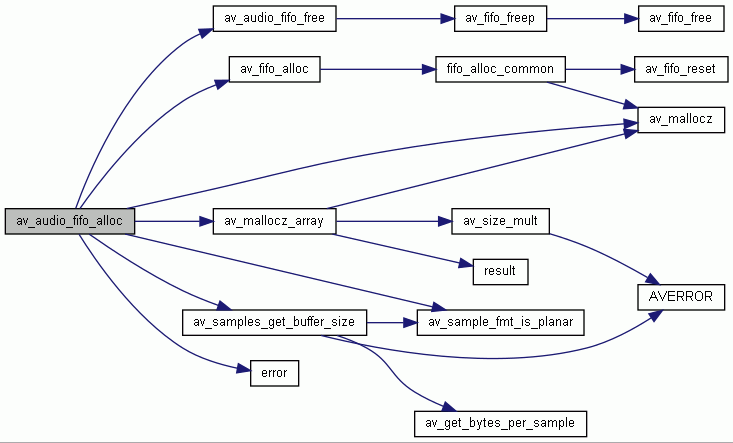 av_audio_fifo_free
av_fifo_freep
av_fifo_free
av_fifo_alloc
fifo_alloc_common
av_fifo_reset
av_mallocz
av_audio_fifo_alloc
av_mallocz_array
av_size_mult
result
AVERROR
av_samples_get_buffer_size
av_sample_fmt_is_planar
error
av_get_bytes_per_sample